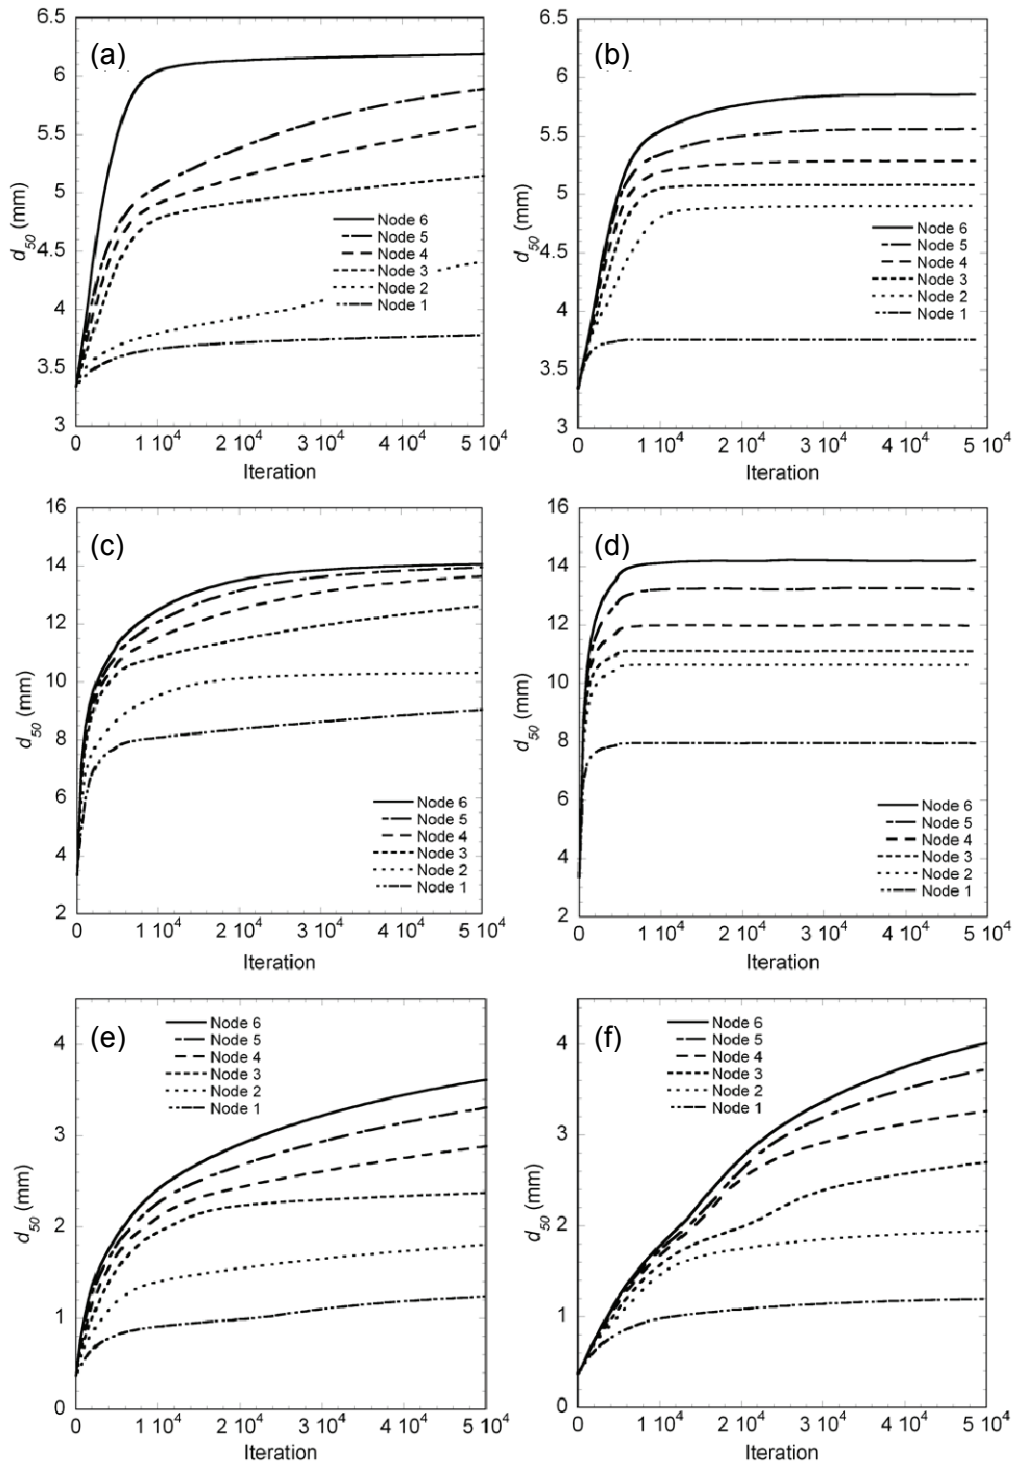 (a)
6.5
6
5.5
5
4.5
4
3.5
3
d50 (mm)
Node 6
Node 5
Node 4
Node 3
Node 2
Node 1
0 1 10^4 2 10^4 3 10^4 4 10^4 5 10^4
Iteration
(b)
6.5
6
5.5
5
4.5
4
3.5
3
d50 (mm)
Node 6
Node 5
Node 4
Node 3
Node 2
Node 1
0 1 10^4 2 10^4 3 10^4 4 10^4 5 10^4
Iteration
(c)
16
14
12
10
8
6
4
2
d50 (mm)
Node 6
Node 5
Node 4
Node 3
Node 2
Node 1
0 1 10^4 2 10^4 3 10^4 4 10^4 5 10^4
Iteration
(d)
16
14
12
10
8
6
4
2
d50 (mm)
Node 6
Node 5
Node 4
Node 3
Node 2
Node 1
0 1 10^4 2 10^4 3 10^4 4 10^4 5 10^4
Iteration
(e)
4
3
2
1
0
d50 (mm)
Node 6
Node 5
Node 4
Node 3
Node 2
Node 1
0 1 10^4 2 10^4 3 10^4 4 10^4 5 10^4
Iteration
(f)
4
3
2
1
0
d50 (mm)
Node 6
Node 5
Node 4
Node 3
Node 2
Node 1
0 1 10^4 2 10^4 3 10^4 4 10^4 5 10^4
Iteration